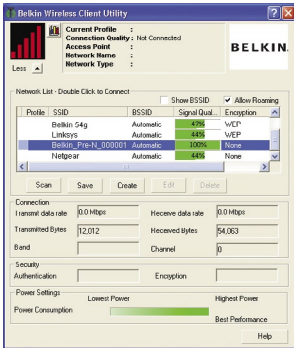 Belkin Wireless Client Utility
Current Profile :
Connection Quality : Not Connected
Access Point :
Network Name :
Network Type :
BELKIN.
Less
Network List - Double Click to Connect
Show BSSID Allow Roaming
Profile SSID BSSID Signal Qual... Encryption
Belkin 54g Automatic 42% WEP
Linksys Automatic 44% WEP
Belkin_Pre-N_000001 Automatic 100% None
Netgear Automatic 44% None
Scan Save Create Edit Delete
Connection
Transmit data rate 0.0 Mbps Receive data rate 0.0 Mbps
Transmitted Bytes 12,012 Received Bytes 54,063
Band Channel 0
Security
Authentication Encryption
Power Settings
Lowest Power Highest Power
Power Consumption
Best Performance
Help